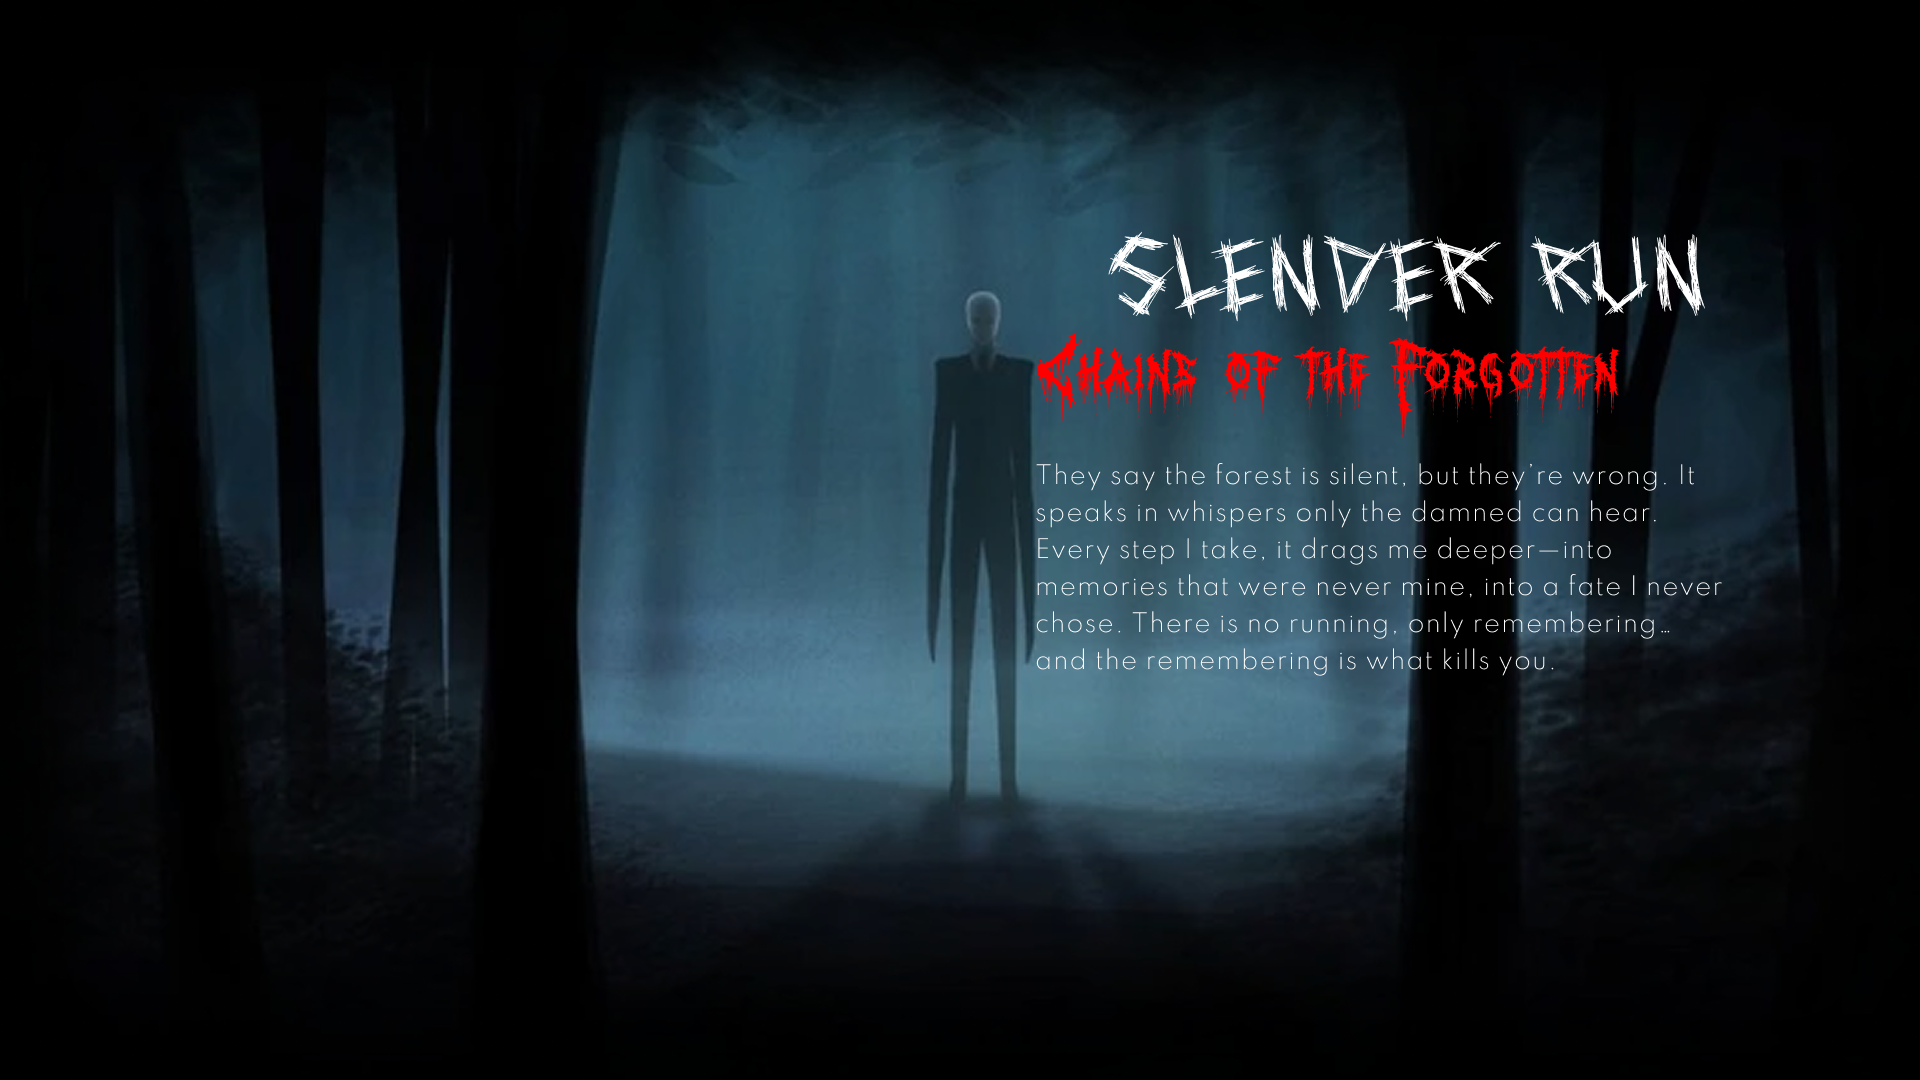 SLENDER RUN
Chains of the Forgotten
They say the forest is silent, but they’re wrong. It
speaks in whispers only the damned can hear.
Every step I take, it drags me deeper—into
memories that were never mine, into a fate I never
chose. There is no running, only remembering…
and the remembering is what kills you.